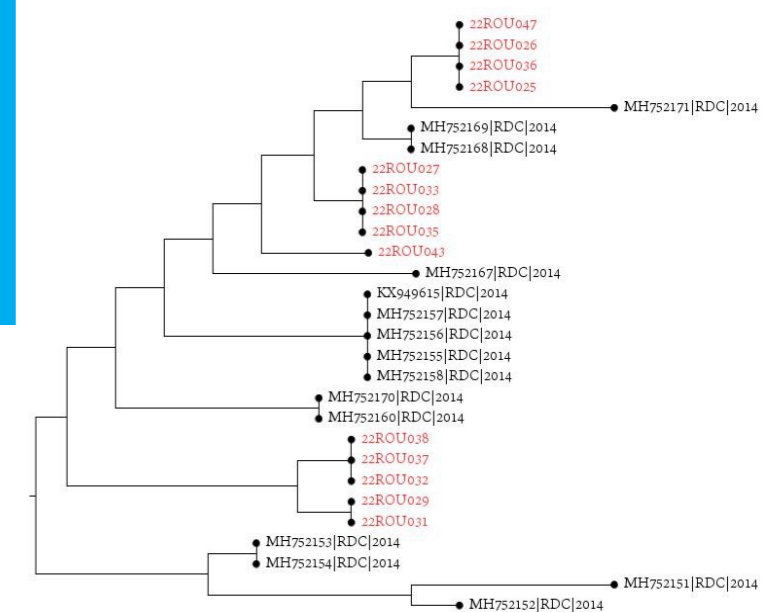 22ROU047
22ROU026
22ROU036
22ROU025
MH752171|RDC|2014
MH752169|RDC|2014
MH752168|RDC|2014
22ROU027
22ROU033
22ROU028
22ROU035
22ROU043
MH752167|RDC|2014
KX949615|RDC|2014
MH752157|RDC|2014
MH752156|RDC|2014
MH752155|RDC|2014
MH752158|RDC|2014
MH752170|RDC|2014
MH752160|RDC|2014
22ROU038
22ROU037
22ROU032
22ROU029
22ROU031
MH752153|RDC|2014
MH752154|RDC|2014
MH752151|RDC|2014
MH752152|RDC|2014